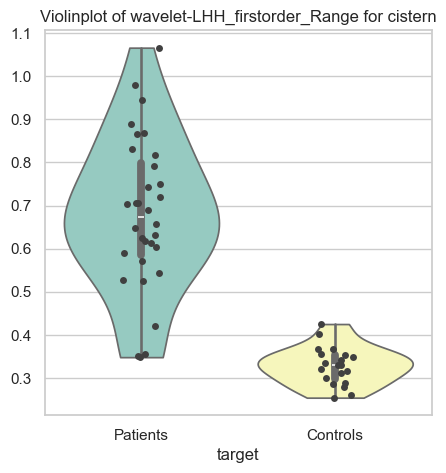 Violinplot of wavelet-LHH_firstorder_Range for cistern
1.1
1.0
0.9
0.8
0.7
0.6
0.5
0.4
0.3
Patients
Controls
target